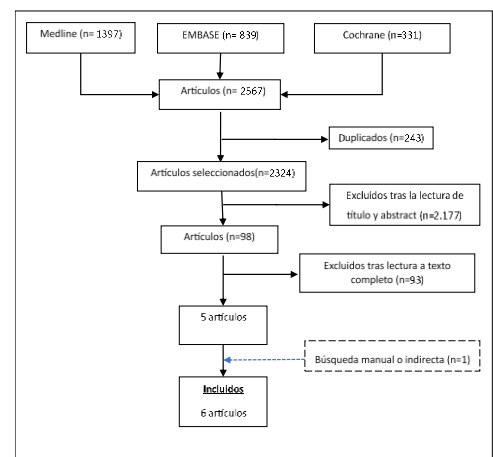 Medline (n= 1397)
EMBASE (n= 839)
Cochrane (n=331)
Artículos (n= 2567)
Duplicados (n=243)
Artículos seleccionados(n=2324)
Excluidos tras la lectura de
título y abstract (n=2.177)
Artículos (n=98)
Excluidos tras lectura a texto
completo (n=93)
5 artículos
Búsqueda manual o indirecta (n=1)
Incluidos
6 artículos